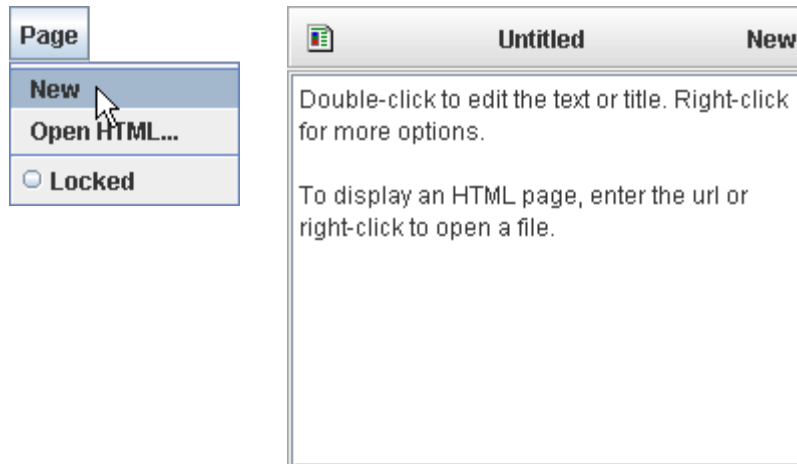 Page
New
Open HTML...
Locked
Untitled New
Double-click to edit the text or title. Right-click
for more options.
To display an HTML page, enter the url or
right-click to open a file.